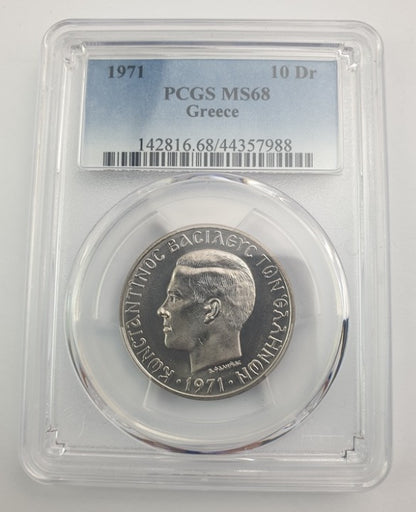 1971 10 Dr
PCGS MS68
Greece
142816.68/44357988
ΚΩΝΣΤΑΝΤΙΝΟΣ ΒΑΣΙΛΕΥΣ ΤΩΝ ΕΛΛΗΝΩΝ
· 1971 ·